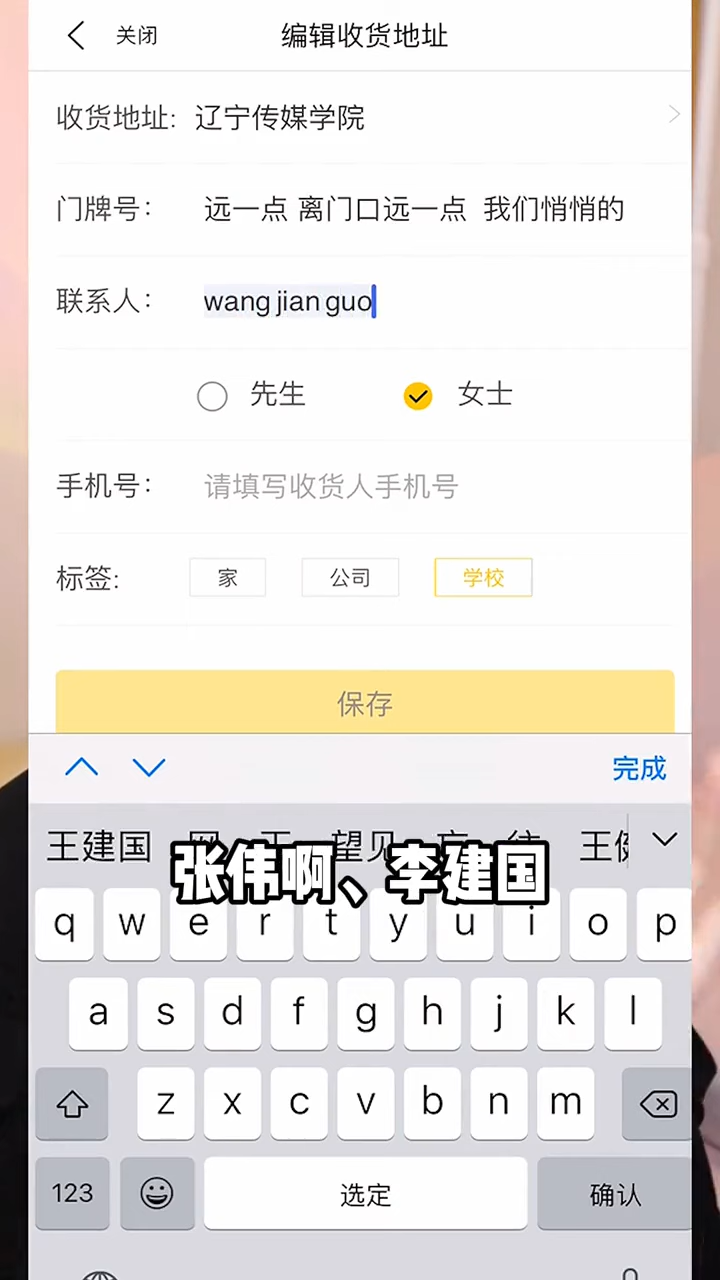 关闭 编辑收货地址
收货地址: 辽宁传媒学院
门牌号: 远一点 离门口远一点 我们悄悄的
联系人: wang jian guo
先生 女士
手机号: 请填写收货人手机号
标签: 家 公司 学校
保存
完成
王建国 望见
张伟啊、李建国
q w e r t y u i o p
a s d f g h j k l
z x c v b n m
123 选定 确认